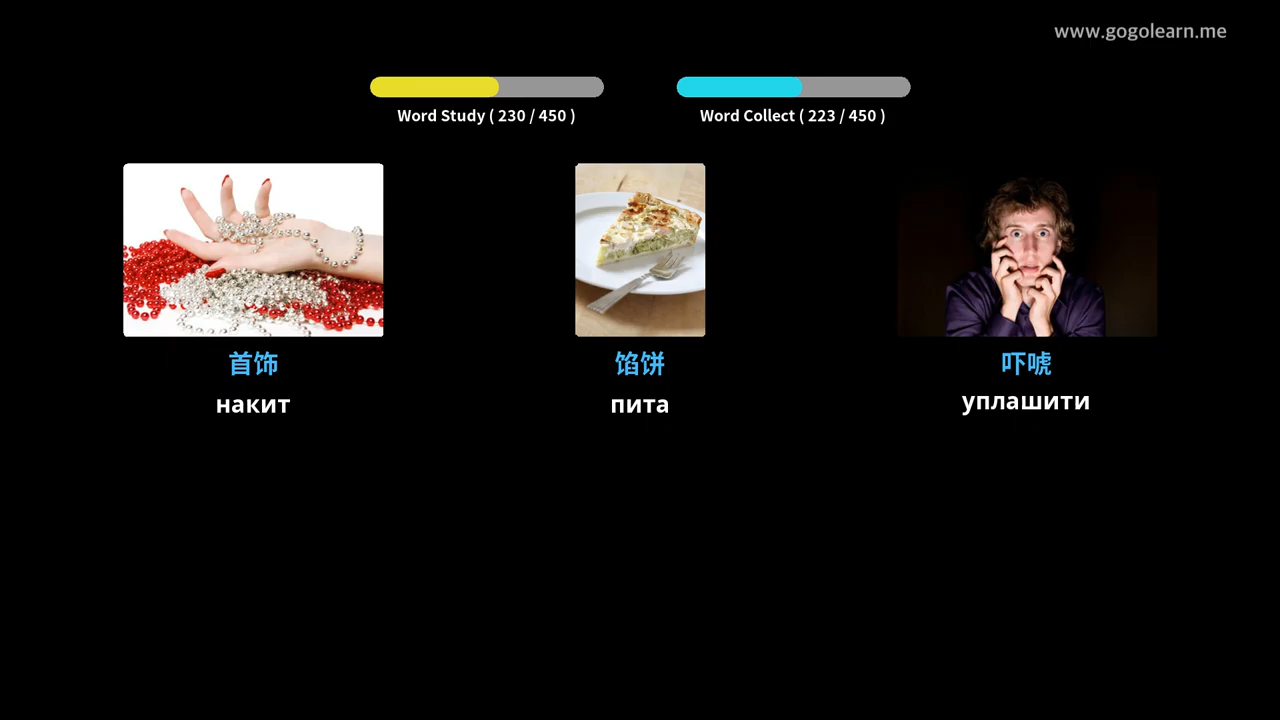 www.gogolearn.me
Word Study ( 230 / 450 )
Word Collect ( 223 / 450 )
首饰
馅饼
吓唬
накит
пита
уплашити